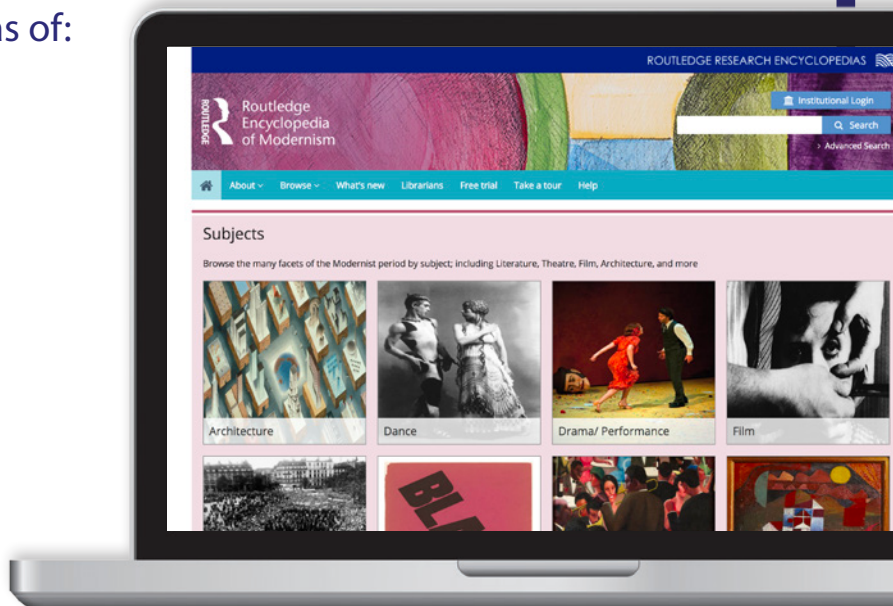 ns of:
ROUTLEDGE RESEARCH ENCYCLOPEDIAS
ROUTLEDGE
Routledge
Encyclopedia
of Modernism
Institutional Login
Search
> Advanced Search
About Browse What's new Librarians Free trial Take a tour Help
Subjects
Browse the many facets of the Modernist period by subject; including Literature, Theatre, Film, Architecture, and more
Architecture Dance Drama/ Performance Film
BLA